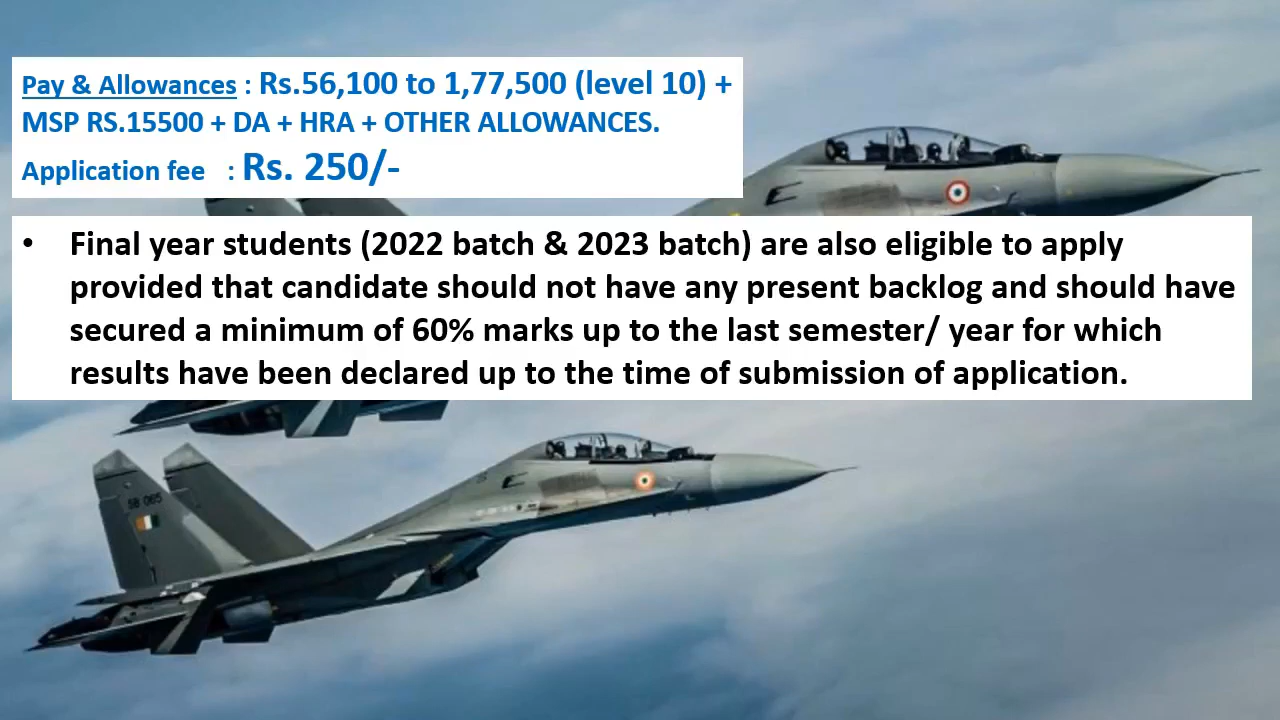 Pay & Allowances : Rs.56,100 to 1,77,500 (level 10) +
MSP RS.15500 + DA + HRA + OTHER ALLOWANCES.
Application fee : Rs. 250/-
• Final year students (2022 batch & 2023 batch) are also eligible to apply
provided that candidate should not have any present backlog and should have
secured a minimum of 60% marks up to the last semester/ year for which
results have been declared up to the time of submission of application.
SB 065